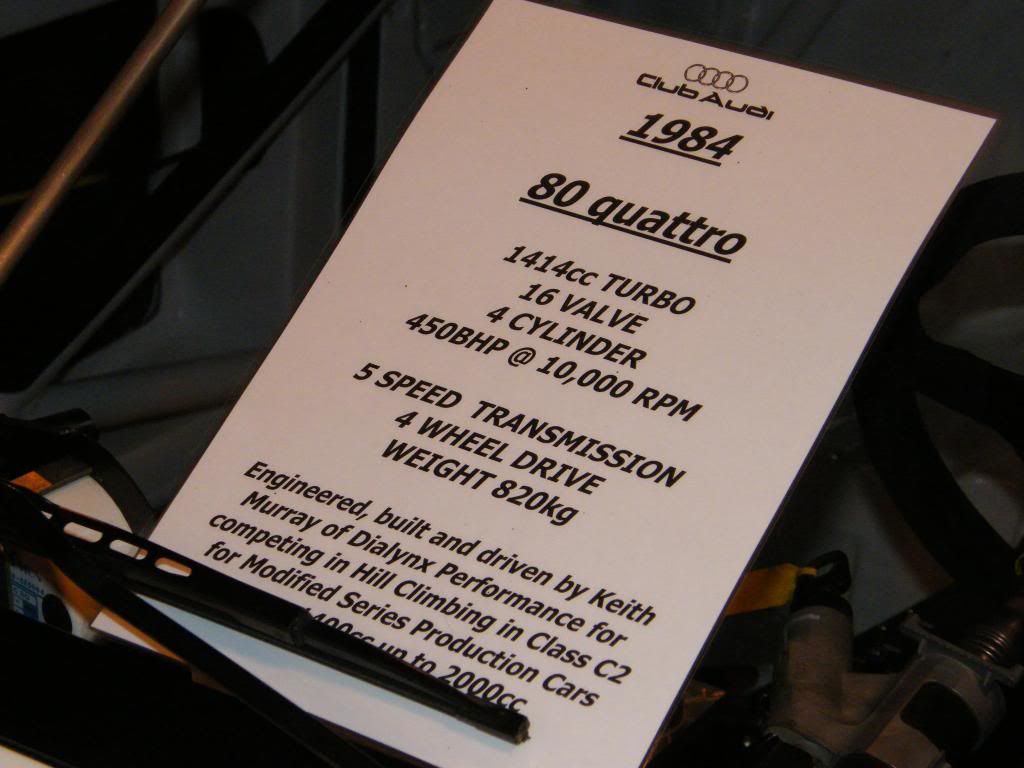 Club Audi
1984
80 quattro
1414cc TURBO
16 VALVE
4 CYLINDER
450BHP @ 10,000 RPM
5 SPEED TRANSMISSION
4 WHEEL DRIVE
WEIGHT 820kg
Engineered, built and driven by Keith
Murray of Dialynx Performance for
competing in Hill Climbing in Class C2
for Modified Series Production Cars
up to 2000cc